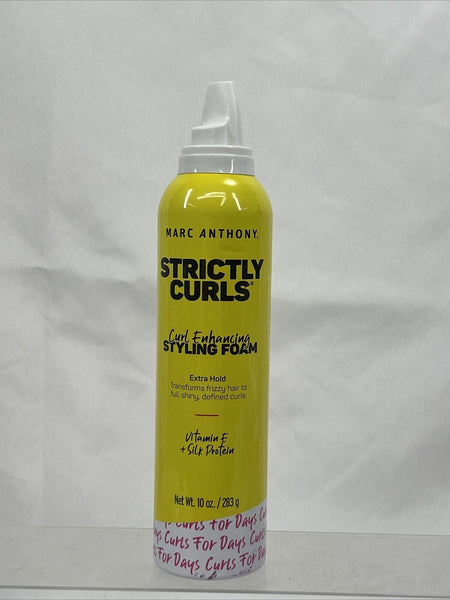 MARC ANTHONY.
STRICTLY
CURLS®
Curl Enhancing
STYLING FOAM
Extra Hold
Transforms frizzy hair to
full, shiny, defined curls.
Vitamin E
+ Silk Protein
Net Wt. 10 oz. / 283 g
Curls For Days
Curls For Days
For Days Curls For